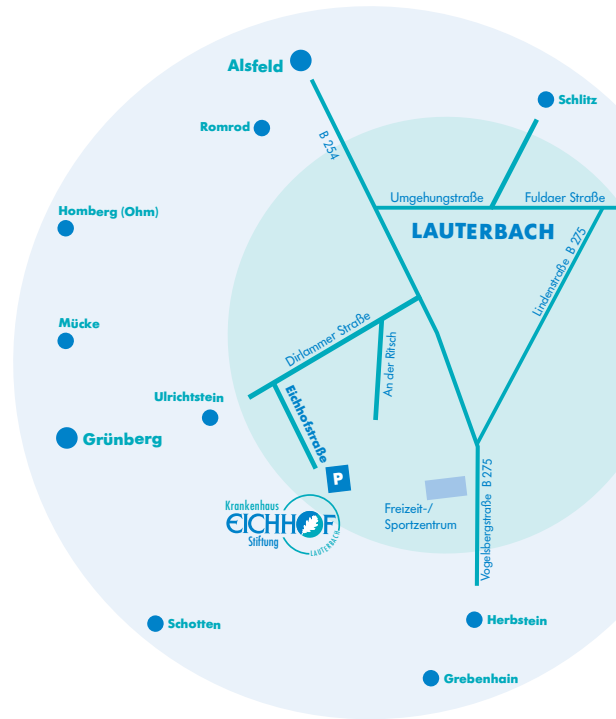 Alsfeld
Schlitz
Romrod
B 254
Umgehungstraße
Fuldaer Straße
Homberg (Ohm)
LAUTERBACH
Lindenstraße B 275
Mücke
Dirlammer Straße
An der Ritsch
Ulrichtstein
Eichhofstraße
Grünberg
P
Krankenhaus
EICHHOF
Stiftung
LAUTERBACH
Freizeit-/
Sportzentrum
Vogelsbergstraße B 275
Schotten
Herbstein
Grebenhain